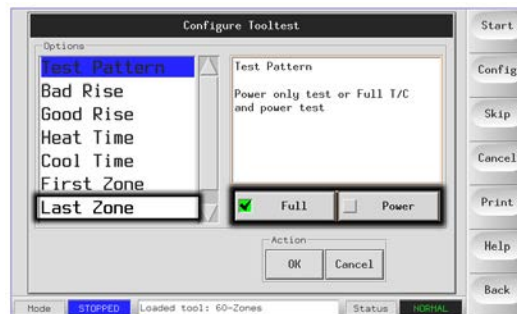 Configure Tooltest
Options
Test Pattern
Bad Rise
Good Rise
Heat Time
Cool Time
First Zone
Last Zone
Test Pattern
Power only test or Full T/C
and power test
Full
Power
Action
OK
Cancel
Mode
STOPPED
Loaded tool: 60-Zones
Status
NORMAL
Start
Config
Skip
Cancel
Print
Help
Back